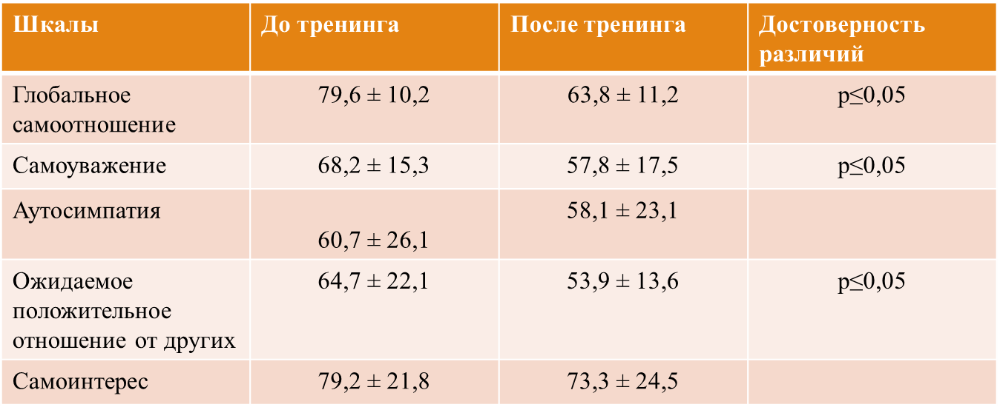 Шкалы До тренинга После тренинга Достоверность
различий
Глобальное 79,6 ± 10,2 63,8 ± 11,2 p≤0,05
самоотношение
Самоуважение 68,2 ± 15,3 57,8 ± 17,5 p≤0,05
Аутосимпатия 58,1 ± 23,1
60,7 ± 26,1
Ожидаемое 64,7 ± 22,1 53,9 ± 13,6 p≤0,05
положительное
отношение от других
Самоинтерес 79,2 ± 21,8 73,3 ± 24,5